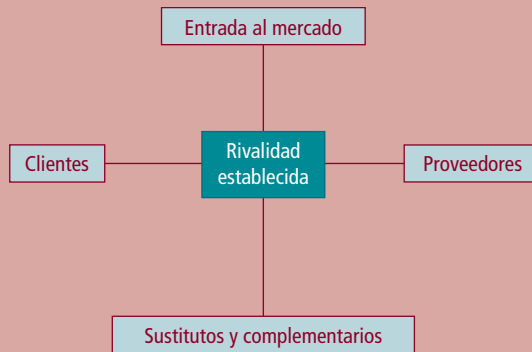 Entrada al mercado
Clientes
Rivalidad
establecida
Proveedores
Sustitutos y complementarios